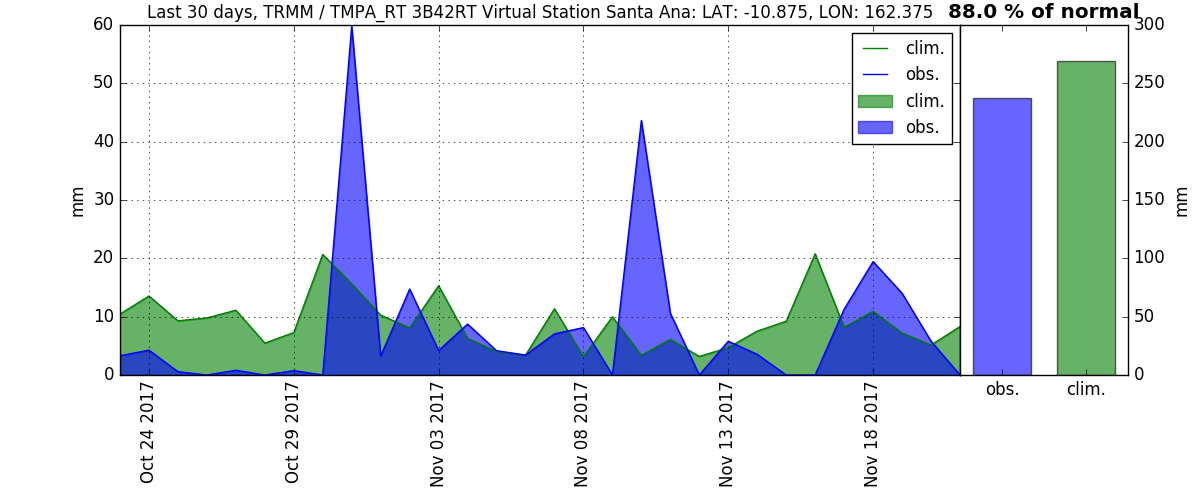 Last 30 days, TRMM / TMPA_RT 3B42RT Virtual Station Santa Ana: LAT: -10.875, LON: 162.375 88.0 % of normal
60
50
40
30
20
10
0
mm
clim.
obs.
clim.
obs.
300
250
200
150
100
50
0
mm
obs. clim.
Oct 24 2017
Oct 29 2017
Nov 03 2017
Nov 08 2017
Nov 13 2017
Nov 18 2017